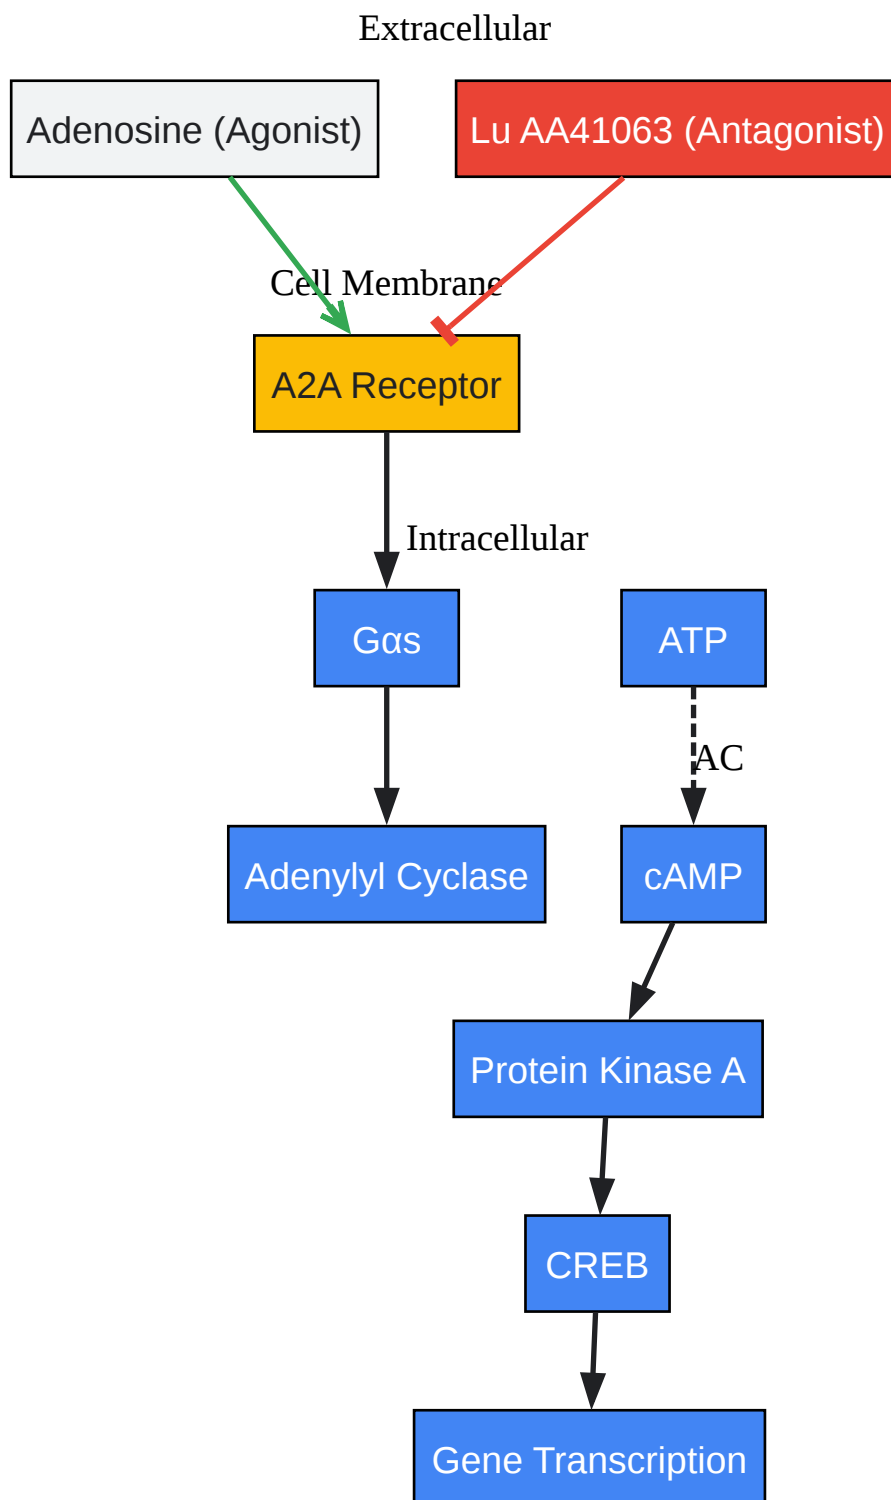 Extracellular
Adenosine (Agonist)
Lu AA41063 (Antagonist)
Cell Membrane
A2A Receptor
Intracellular
Gαs
ATP
AC
Adenylyl Cyclase
cAMP
Protein Kinase A
CREB
Gene Transcription